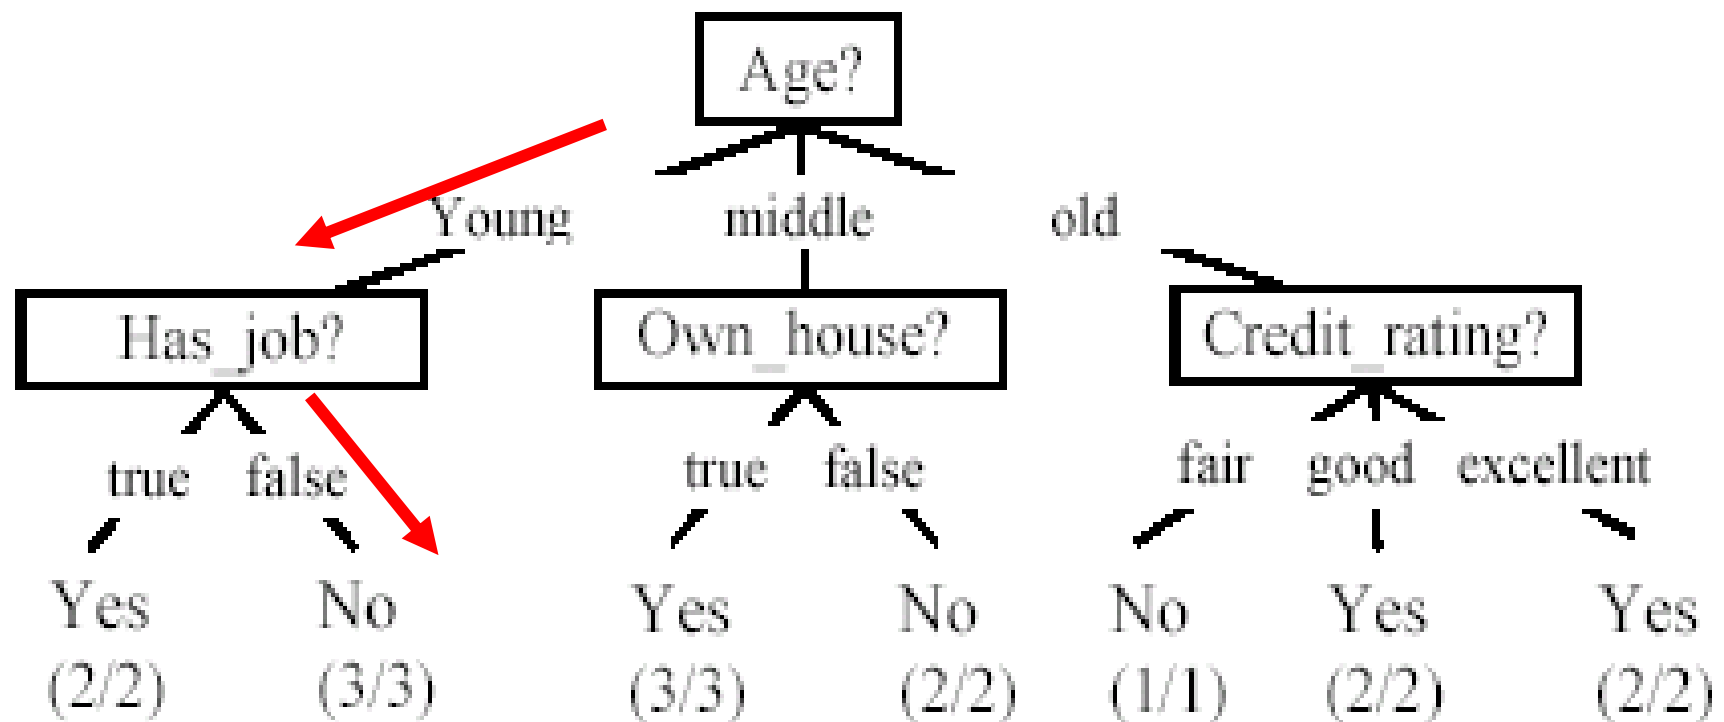 Age?
Young middle old
Has_job? Own_house? Credit_rating?
true false true false fair good excellent
Yes No Yes No No Yes Yes
(2/2) (3/3) (3/3) (2/2) (1/1) (2/2) (2/2)